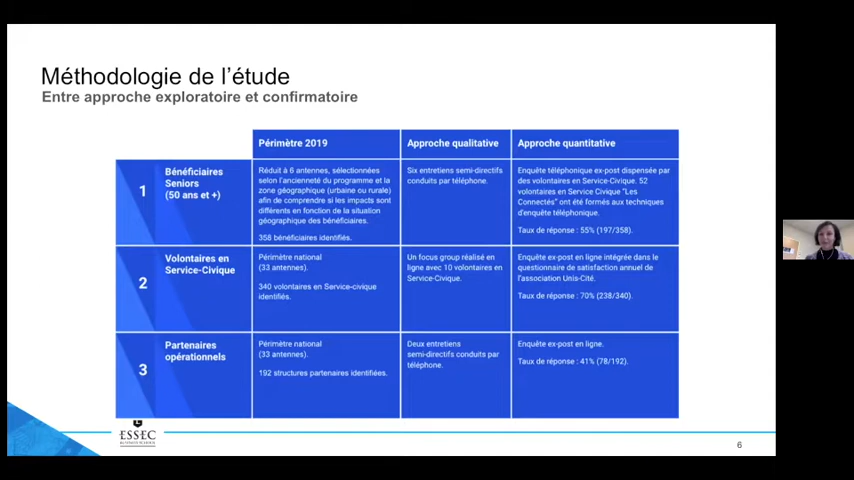 Méthodologie de l'étude
Entre approche exploratoire et confirmatoire
Périmètre 2019
Approche qualitative
Approche quantitative
1
Bénéficiaires
Seniors
(50 ans et +)
Réduit à 6 antennes, sélectionnées
selon l'ancienneté du programme et la
zone géographique (urbaine ou rurale)
afin de comprendre si les impacts sont
différents en fonction de la situation
géographique des bénéficiaires.
358 bénéficiaires identifiés.
Six entretiens semi-directifs
conduits par téléphone.
Enquête téléphonique ex-post dispensée par
des volontaires en Service-Civique. 52
volontaires en Service Civique "Les
Connectés" ont été formés aux techniques
d'enquête téléphonique.
Taux de réponse : 55% (197/358).
2
Volontaires en
Service-Civique
Périmètre national
(33 antennes).
340 volontaires en Service-civique
identifiés.
Un focus group réalisé en
ligne avec 10 volontaires en
Service-Civique.
Enquête ex-post en ligne intégrée dans le
questionnaire de satisfaction annuel de
l'association Unis-Cité.
Taux de réponse : 70% (238/340).
3
Partenaires
opérationnels
Périmètre national
(33 antennes).
192 structures partenaires identifiées.
Deux entretiens
semi-directifs conduits par
téléphone.
Enquête ex-post en ligne.
Taux de réponse : 41% (78/192).
ESSEC
BUSINESS SCHOOL
6